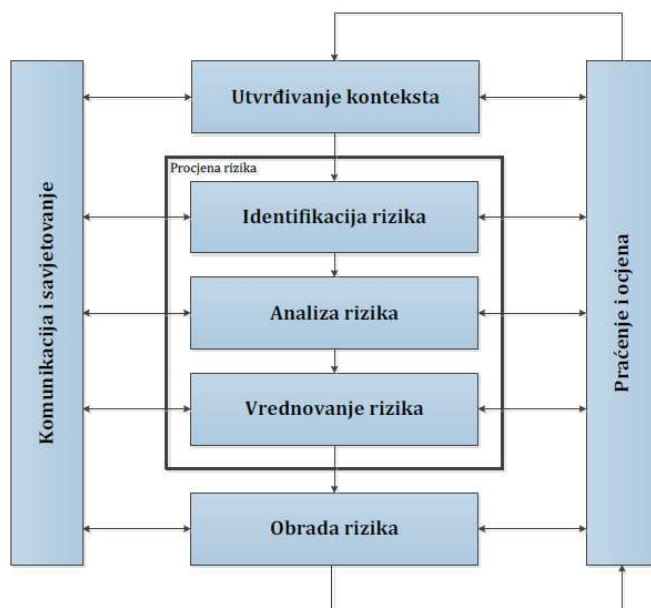 Utvrđivanje konteksta
Procjena rizika
Identifikacija rizika
Analiza rizika
Vrednovanje rizika
Obrada rizika
Komunikacija i savjetovanje
Praćenje i ocjena